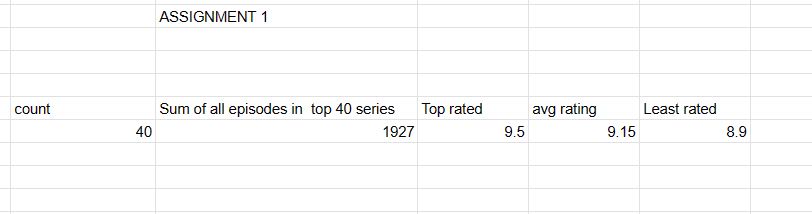 ASSIGNMENT 1
count Sum of all episodes in  top 40 series Top rated avg rating Least rated
40 1927 9.5 9.15 8.9